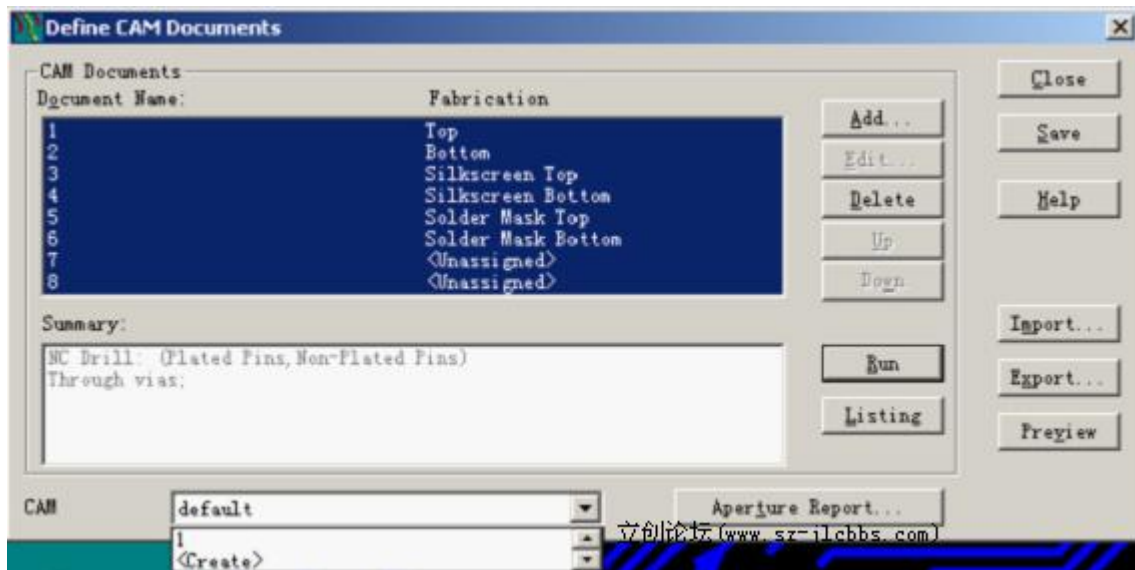 Define CAM Documents
CAM Documents
Document Name: Fabrication
1 Top
2 Bottom
3 Silkscreen Top
4 Silkscreen Bottom
5 Solder Mask Top
6 Solder Mask Bottom
7 <Unassigned>
8 <Unassigned>
Add...
Edit...
Delete
Up
Down
Close
Save
Help
Summary:
NC Drill: (Plated Pins,Non-Plated Pins)
Through vias:
Run
Listing
Import...
Export...
Preview
CAM default
Aperture Report...
1
<Create>
立创论坛(www.sz-jlcbbs.com)